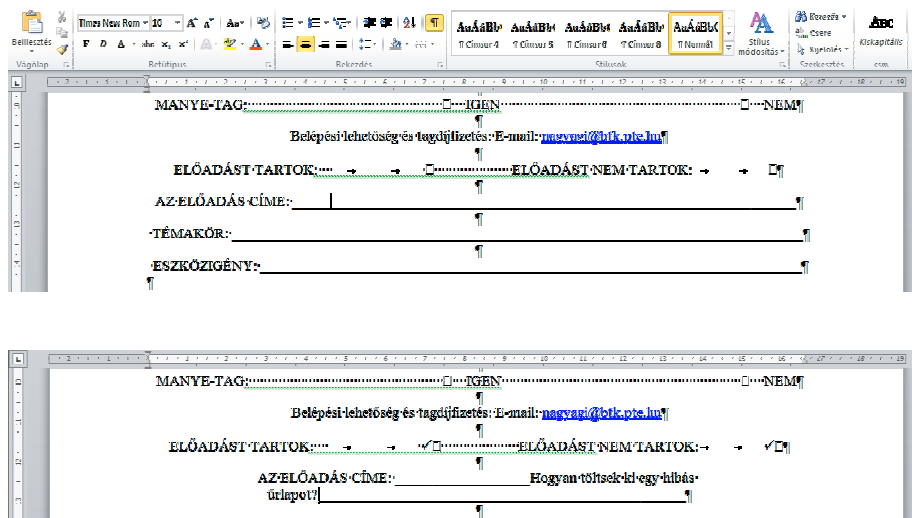 Times New Rom 10 A A Aa
Beillesztés F D A abc x₂ x² A A
AaÁáBb AaÁáBb AaÁáBb AaÁáBb AaÁáBb
¶ Címsor 4 ¶ Címsor 5 ¶ Címsor 6 ¶ Címsor 8 ¶ Normál
Stílus módosítás
Keresés
Csere
Kijelölés
ABC
Kiskapitális
Vágólap Betűtípus Bekezdés Stílusok Szerkesztés csm
MANYE-TAG: □ IGEN □ NEM¶
¶
Belépési lehetőség és tagdíjfizetés: E-mail: nagyagi@btk.pte.hu¶
¶
ELŐADÁST TARTOK: → → □ ELŐADÁST NEM TARTOK: → → □¶
¶
AZ ELŐADÁS CÍME: ¶
¶
TÉMAKÖR: ¶
¶
ESZKÖZIGÉNY: ¶
¶
MANYE-TAG: □ IGEN □ NEM¶
¶
Belépési lehetőség és tagdíjfizetés: E-mail: nagyagi@btk.pte.hu¶
¶
ELŐADÁST TARTOK: → → ✓□ ELŐADÁST NEM TARTOK: → → ✓□¶
¶
AZ ELŐADÁS CÍME: Hogyan töltsek ki egy hibás
űrlapot? ¶
¶